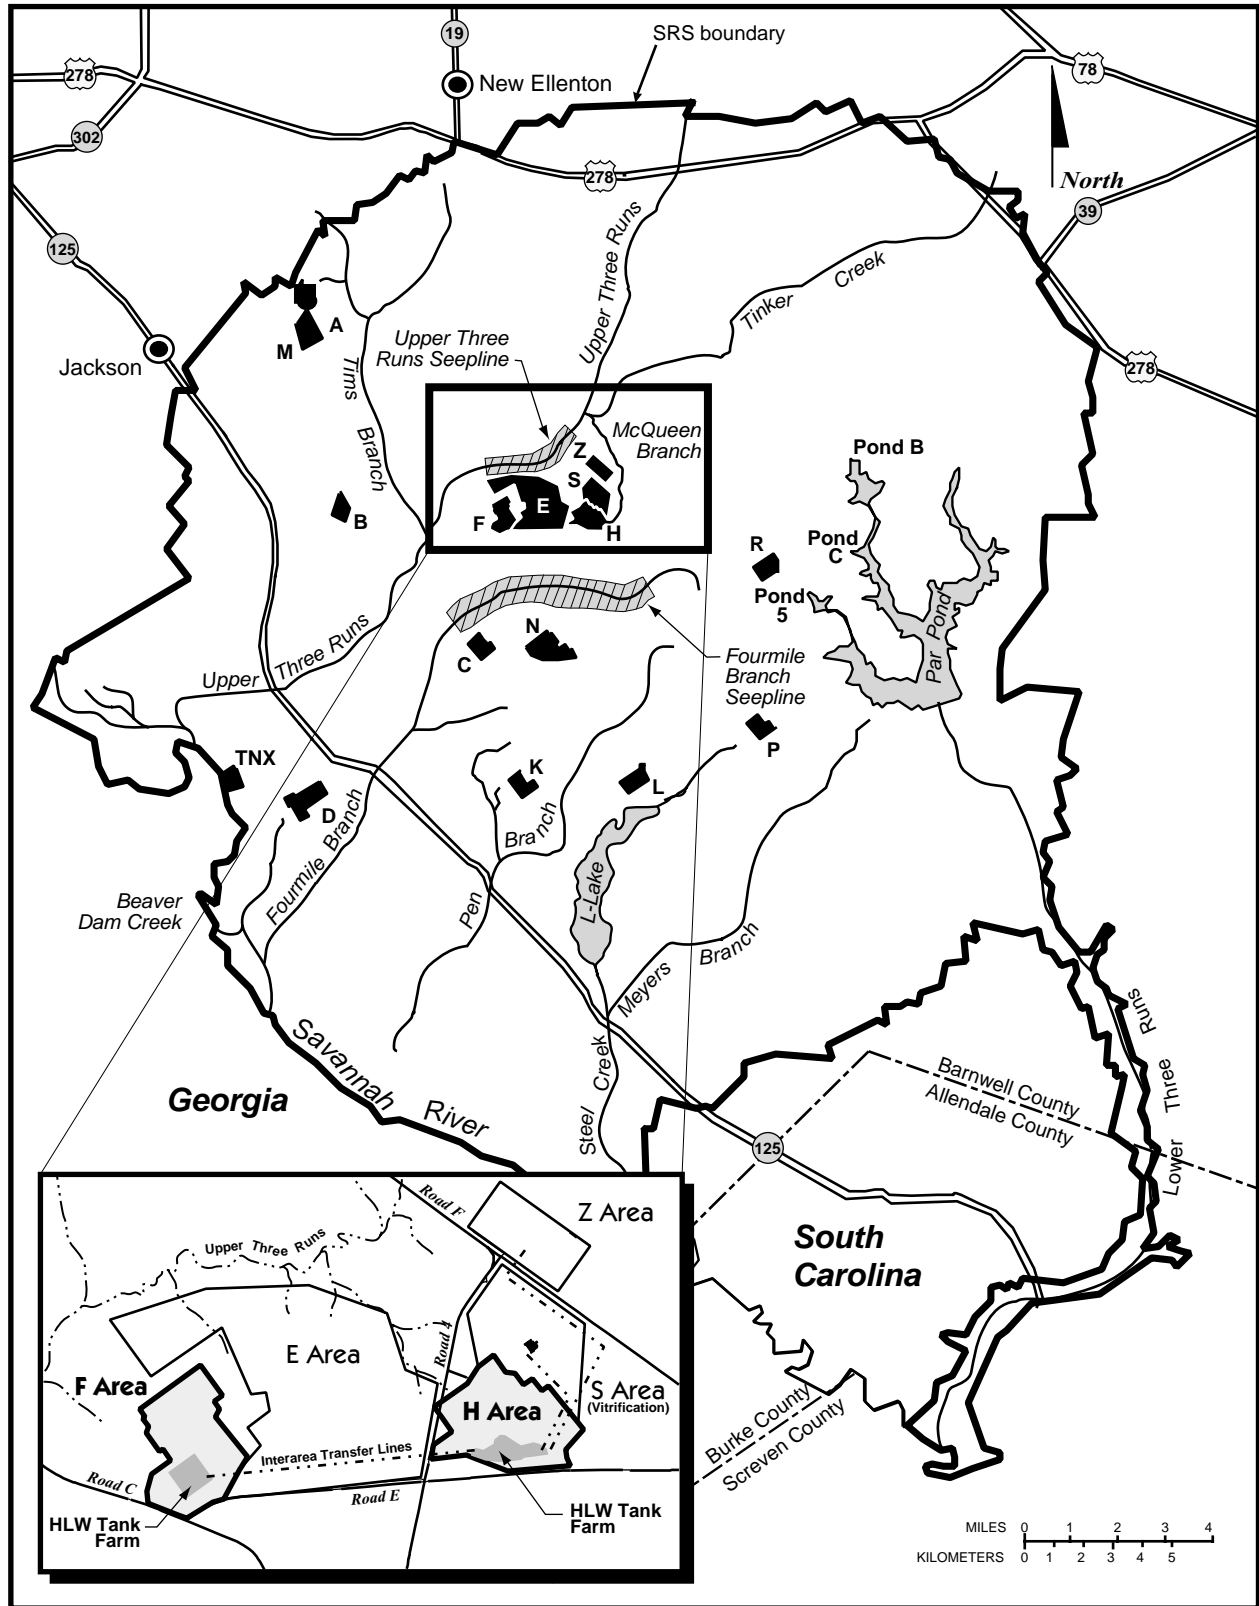 19
SRS boundary
278
New Ellenton
78
302
278
North
39
125
Upper Three Runs
Tinker Creek
A
M
Upper Three
Runs Seepline
Jackson
Tims Branch
278
McQueen
Branch
Z
S
E
F
H
B
Pond B
Pond
C
R
Pond
5
Par Pond
N
C
Fourmile
Branch
Seepline
Upper Three Runs
P
TNX
K
L
D
Fourmile Branch
Pen Branch
L-Lake
Beaver
Dam Creek
Meyers Branch
Savannah River
Steel Creek
Georgia
Lower Three Runs
Barnwell County
Allendale County
125
South
Carolina
Burke County
Screven County
Road F
Z Area
Upper Three Runs
Road 4
E Area
F Area
S Area
(Vitrification)
H Area
Interarea Transfer Lines
Road C
Road E
HLW Tank
Farm
HLW Tank
Farm
MILES 0 1 2 3 4
KILOMETERS 0 1 2 3 4 5